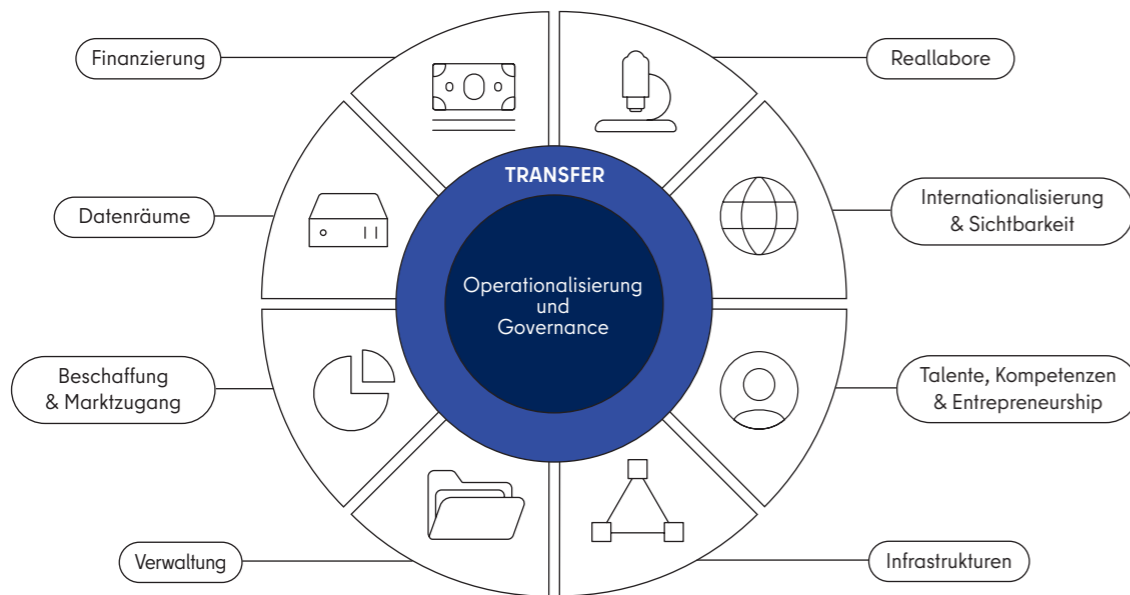 Finanzierung
Reallabore
TRANSFER
Datenräume
Internationalisierung
& Sichtbarkeit
Operationalisierung
und
Governance
Beschaffung
& Marktzugang
Talente, Kompetenzen
& Entrepreneurship
Verwaltung
Infrastrukturen